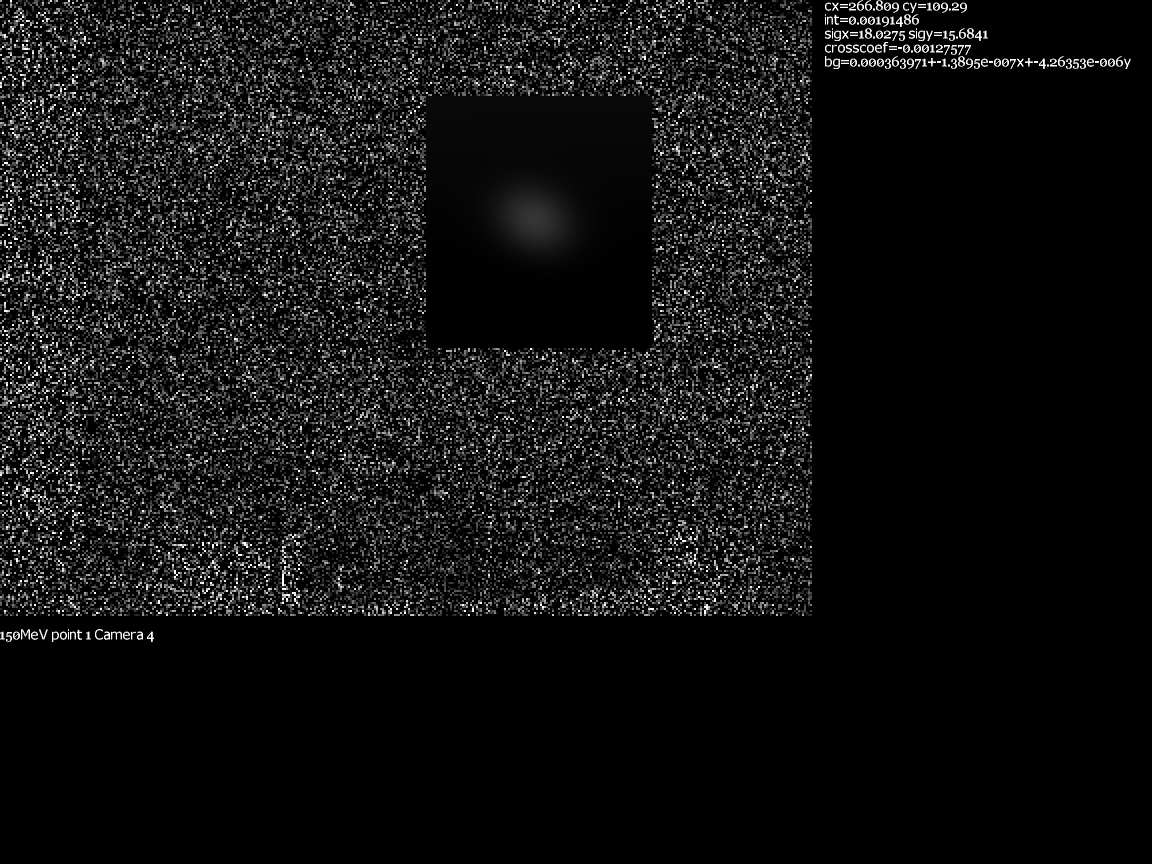 cx=266.809 cy=109.29
int=0.00191486
sigx=18.0275 sigy=15.6841
crosscoef=-0.00127577
bg=0.000363971+-1.3895e-007x+-4.26353e-006y
150MeV point 1 Camera 4